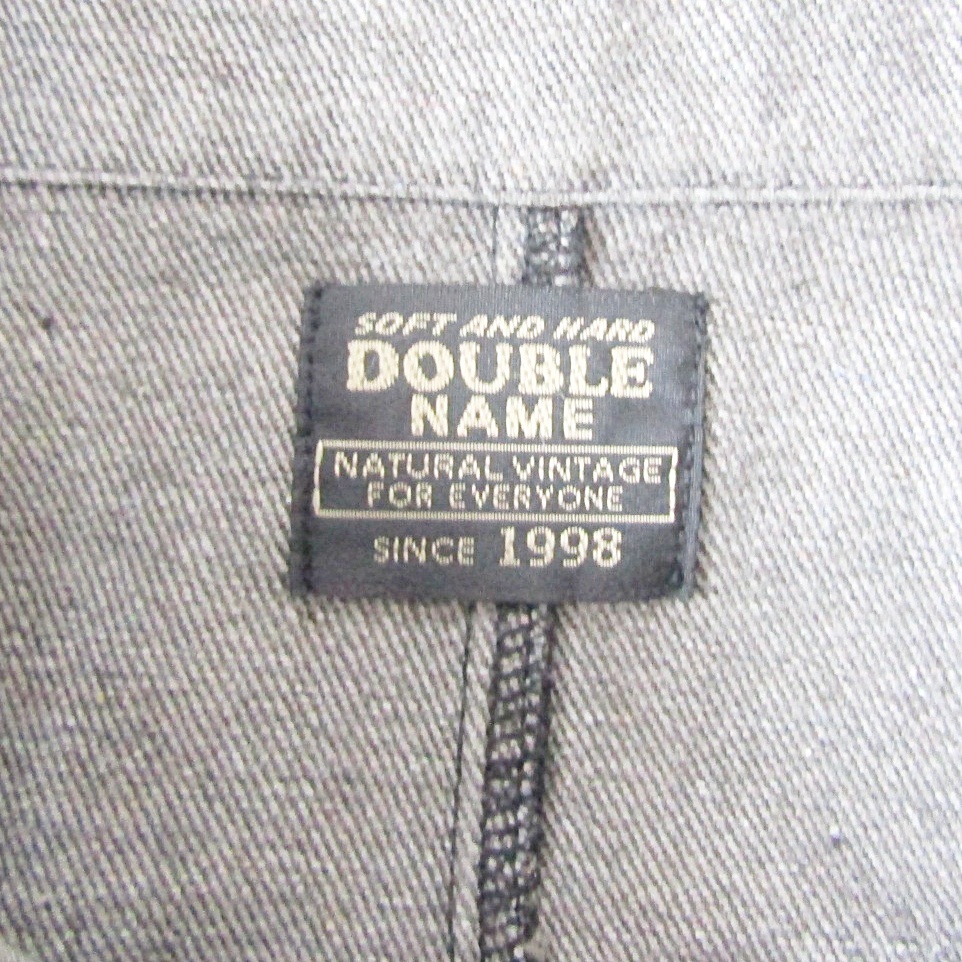 SOFT AND HARD
DOUBLE
NAME
NATURAL VINTAGE
FOR EVERYONE
SINCE 1998